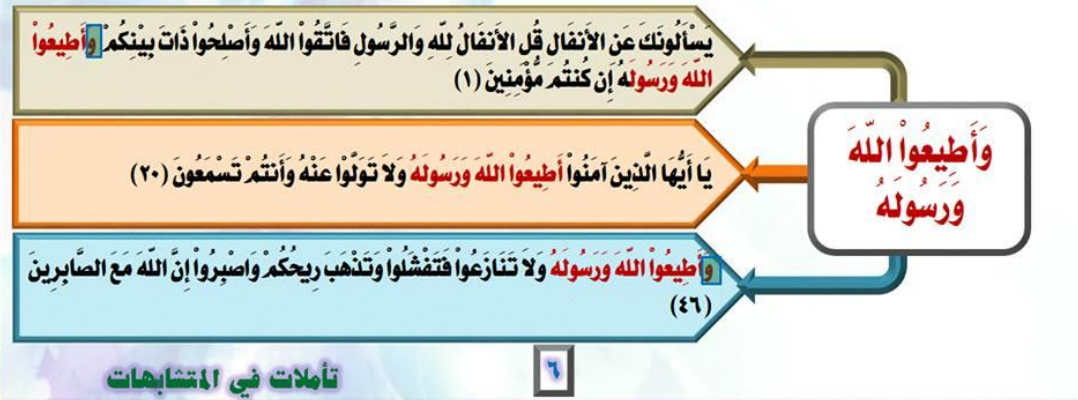 يَسْأَلُونَكَ عَنِ الأَنفَالِ قُلِ الأَنفَالُ لِلّهِ وَالرَّسُولِ فَاتَّقُواْ اللّهَ وَأَصْلِحُواْ ذَاتَ بِيْنِكُمْ وَأَطِيعُواْ
اللّهَ وَرَسُولَهُ إِن كُنتُم مُّؤْمِنِينَ (١)
وَأَطِيعُواْ اللّهَ
وَرَسُولَهُ
يَا أَيُّهَا الَّذِينَ آمَنُواْ أَطِيعُواْ اللّهَ وَرَسُولَهُ وَلاَ تَوَلَّوْا عَنْهُ وَأَنتُمْ تَسْمَعُونَ (٢٠)
وَأَطِيعُواْ اللّهَ وَرَسُولَهُ وَلاَ تَنَازَعُواْ فَتَفْشَلُواْ وَتَذْهَبَ رِيحُكُمْ وَاصْبِرُواْ إِنَّ اللّهَ مَعَ الصَّابِرِينَ
(٤٦)
٦
تأملات في المتشابهات